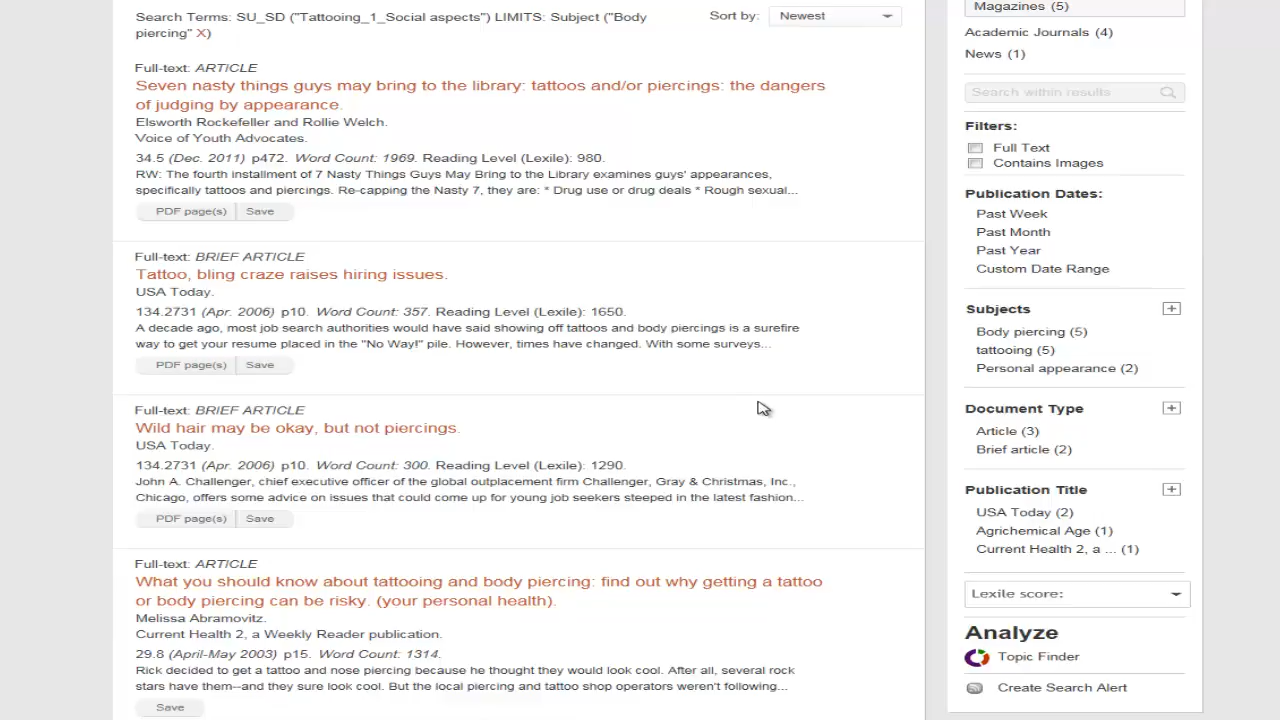 Search Terms: SU_SD ("Tattooing_1_Social aspects") LIMITS: Subject ("Body
piercing" X)
Sort by: Newest
Full-text: ARTICLE
Seven nasty things guys may bring to the library: tattoos and/or piercings: the dangers
of judging by appearance.
Elsworth Rockefeller and Rollie Welch.
Voice of Youth Advocates.
34.5 (Dec. 2011) p472. Word Count: 1969. Reading Level (Lexile): 980.
RW: The fourth installment of 7 Nasty Things Guys May Bring to the Library examines guys' appearances,
specifically tattoos and piercings. Re-capping the Nasty 7, they are: * Drug use or drug deals * Rough sexual...
PDF page(s) Save
Full-text: BRIEF ARTICLE
Tattoo, bling craze raises hiring issues.
USA Today.
134.2731 (Apr. 2006) p10. Word Count: 357. Reading Level (Lexile): 1650.
A decade ago, most job search authorities would have said showing off tattoos and body piercings is a surefire
way to get your resume placed in the "No Way!" pile. However, times have changed. With some surveys...
PDF page(s) Save
Full-text: BRIEF ARTICLE
Wild hair may be okay, but not piercings.
USA Today.
134.2731 (Apr. 2006) p10. Word Count: 300. Reading Level (Lexile): 1290.
John A. Challenger, chief executive officer of the global outplacement firm Challenger, Gray & Christmas, Inc.,
Chicago, offers some advice on issues that could come up for young job seekers steeped in the latest fashion...
PDF page(s) Save
Full-text: ARTICLE
What you should know about tattooing and body piercing: find out why getting a tattoo
or body piercing can be risky. (your personal health).
Melissa Abramovitz.
Current Health 2, a Weekly Reader publication.
29.8 (April-May 2003) p15. Word Count: 1314.
Rick decided to get a tattoo and nose piercing because he thought they would look cool. After all, several rock
stars have them--and they sure look cool. But the local piercing and tattoo shop operators weren't following...
Save
Magazines (5)
Academic Journals (4)
News (1)
Search within results
Filters:
Full Text
Contains Images
Publication Dates:
Past Week
Past Month
Past Year
Custom Date Range
Subjects
Body piercing (5)
tattooing (5)
Personal appearance (2)
Document Type
Article (3)
Brief article (2)
Publication Title
USA Today (2)
Agrichemical Age (1)
Current Health 2, a ... (1)
Lexile score:
Analyze
Topic Finder
Create Search Alert